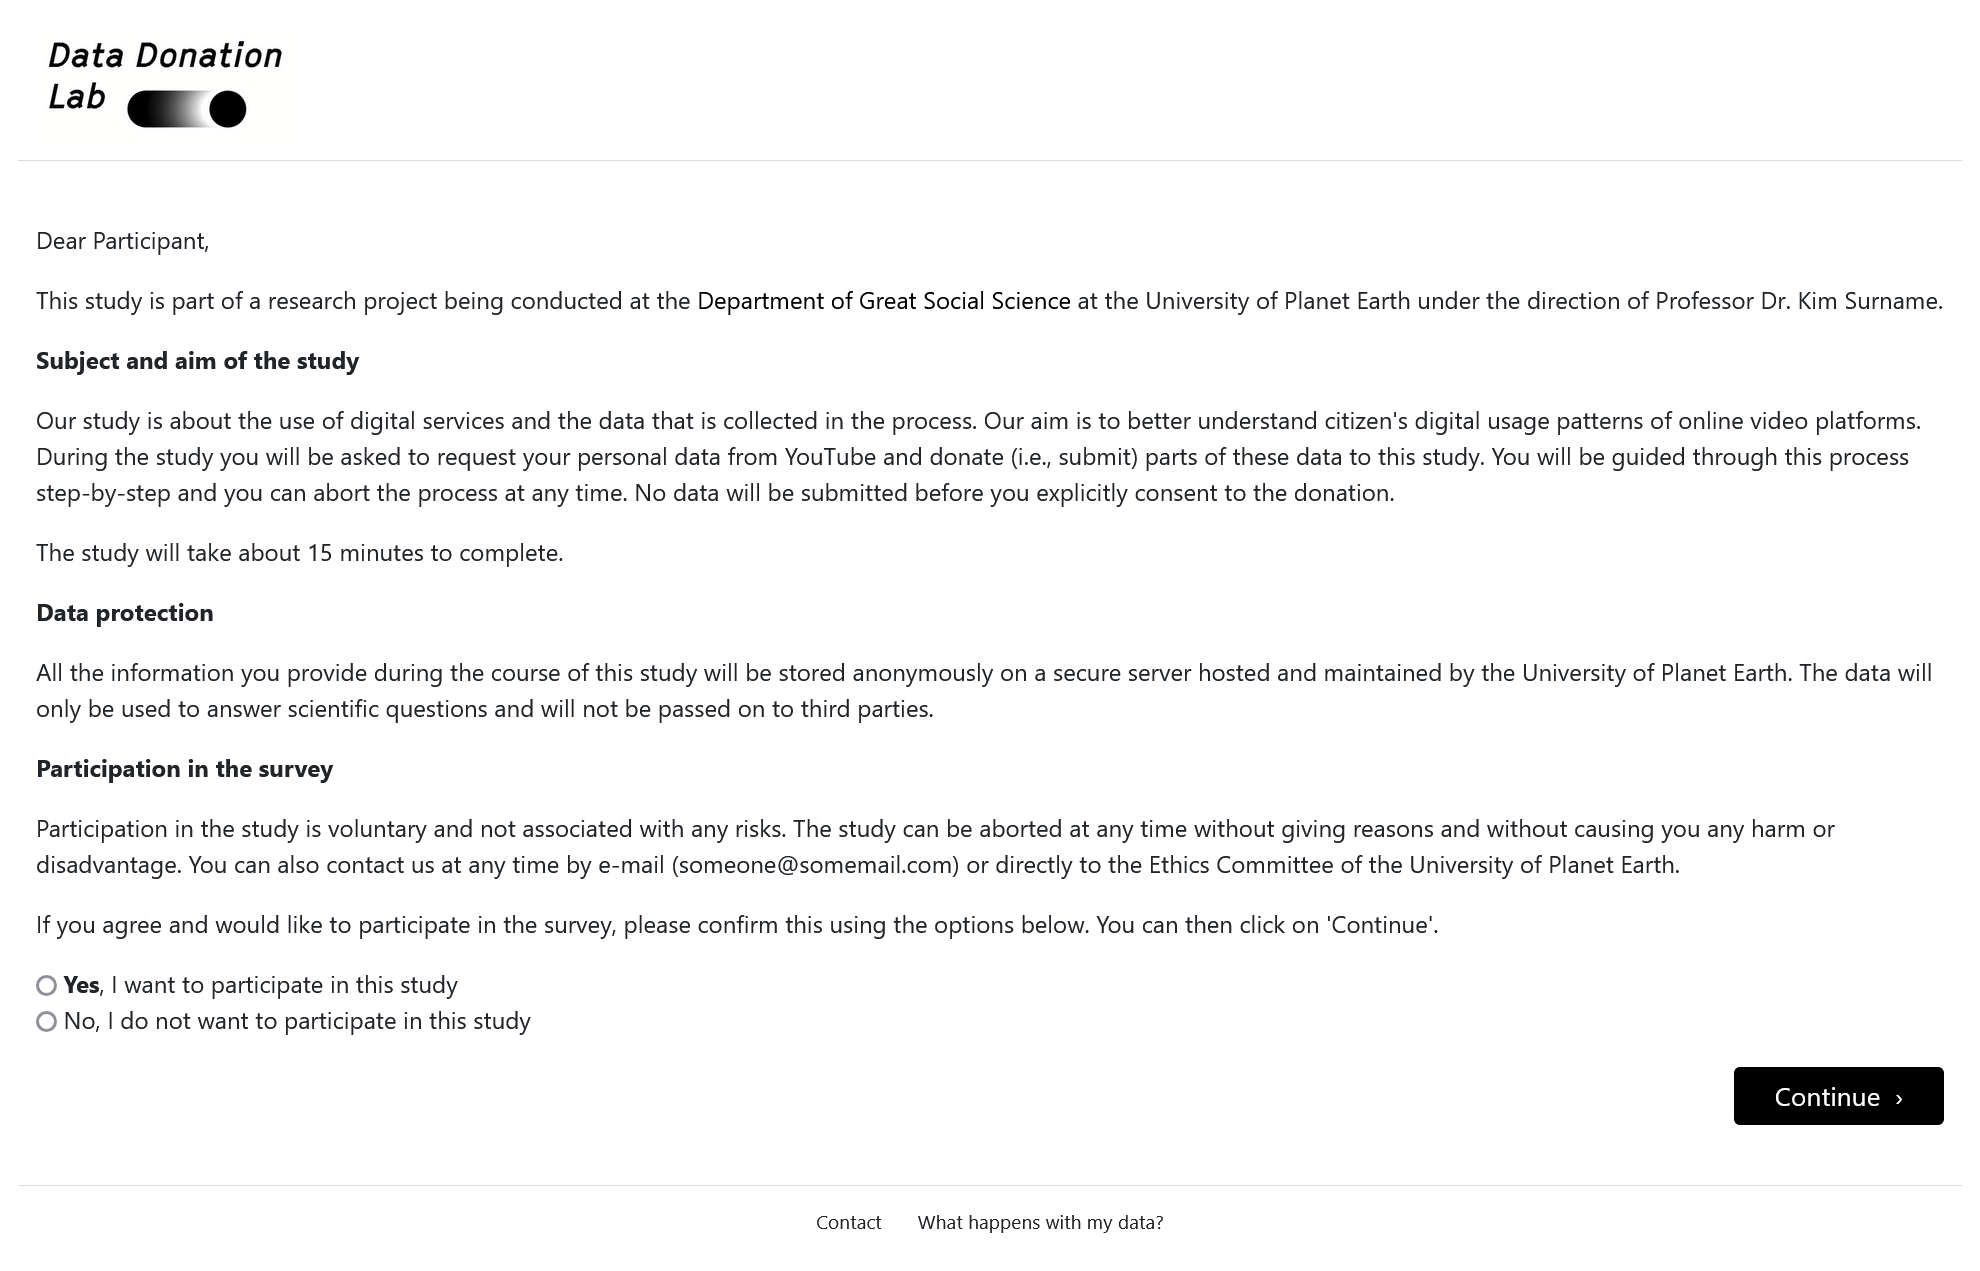 Data Donation
Lab
Dear Participant,
This study is part of a research project being conducted at the Department of Great Social Science at the University of Planet Earth under the direction of Professor Dr. Kim Surname.
Subject and aim of the study
Our study is about the use of digital services and the data that is collected in the process. Our aim is to better understand citizen's digital usage patterns of online video platforms.
During the study you will be asked to request your personal data from YouTube and donate (i.e., submit) parts of these data to this study. You will be guided through this process
step-by-step and you can abort the process at any time. No data will be submitted before you explicitly consent to the donation.
The study will take about 15 minutes to complete.
Data protection
All the information you provide during the course of this study will be stored anonymously on a secure server hosted and maintained by the University of Planet Earth. The data will
only be used to answer scientific questions and will not be passed on to third parties.
Participation in the survey
Participation in the study is voluntary and not associated with any risks. The study can be aborted at any time without giving reasons and without causing you any harm or
disadvantage. You can also contact us at any time by e-mail (someone@somemail.com) or directly to the Ethics Committee of the University of Planet Earth.
If you agree and would like to participate in the survey, please confirm this using the options below. You can then click on 'Continue'.
Yes, I want to participate in this study
No, I do not want to participate in this study
Continue ›
Contact What happens with my data?